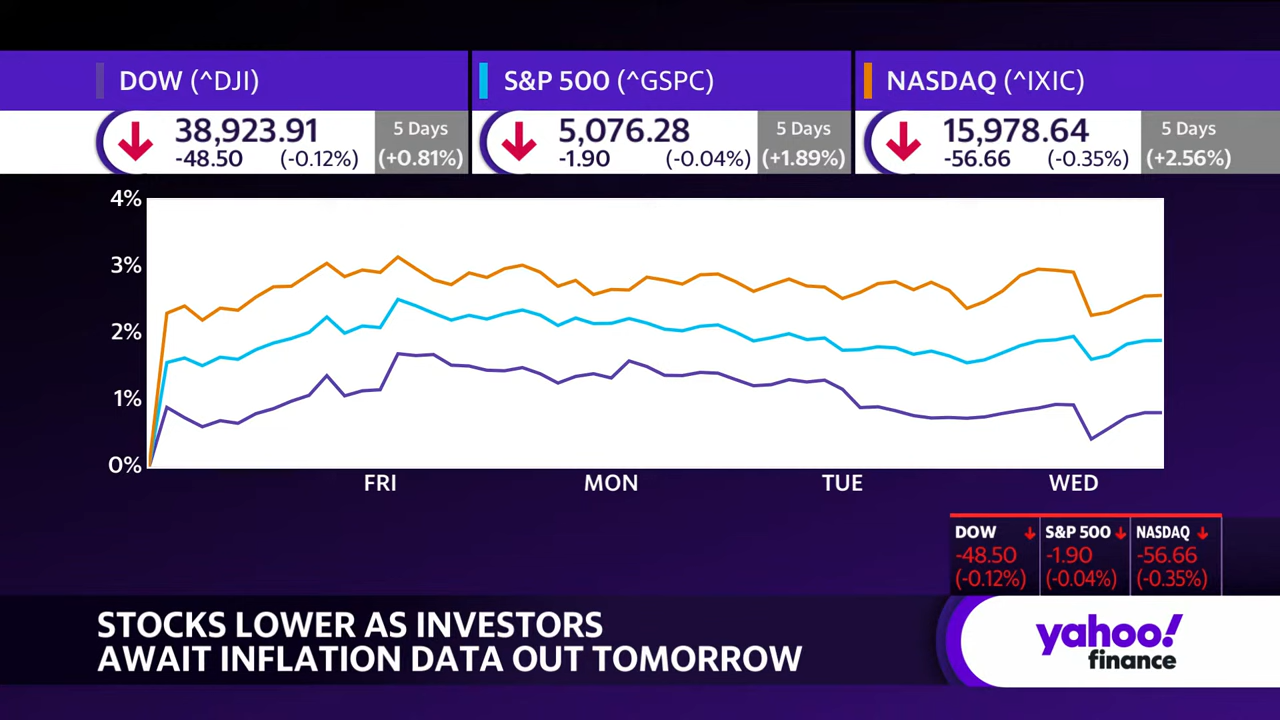 DOW (^DJI)
38,923.91
-48.50 (-0.12%)
5 Days
(+0.81%)
S&P 500 (^GSPC)
5,076.28
-1.90 (-0.04%)
5 Days
(+1.89%)
NASDAQ (^IXIC)
15,978.64
-56.66 (-0.35%)
5 Days
(+2.56%)
4%
3%
2%
1%
0%
FRI MON TUE WED
DOW
-48.50
(-0.12%)
S&P 500
-1.90
(-0.04%)
NASDAQ
-56.66
(-0.35%)
STOCKS LOWER AS INVESTORS
AWAIT INFLATION DATA OUT TOMORROW
yahoo!
finance